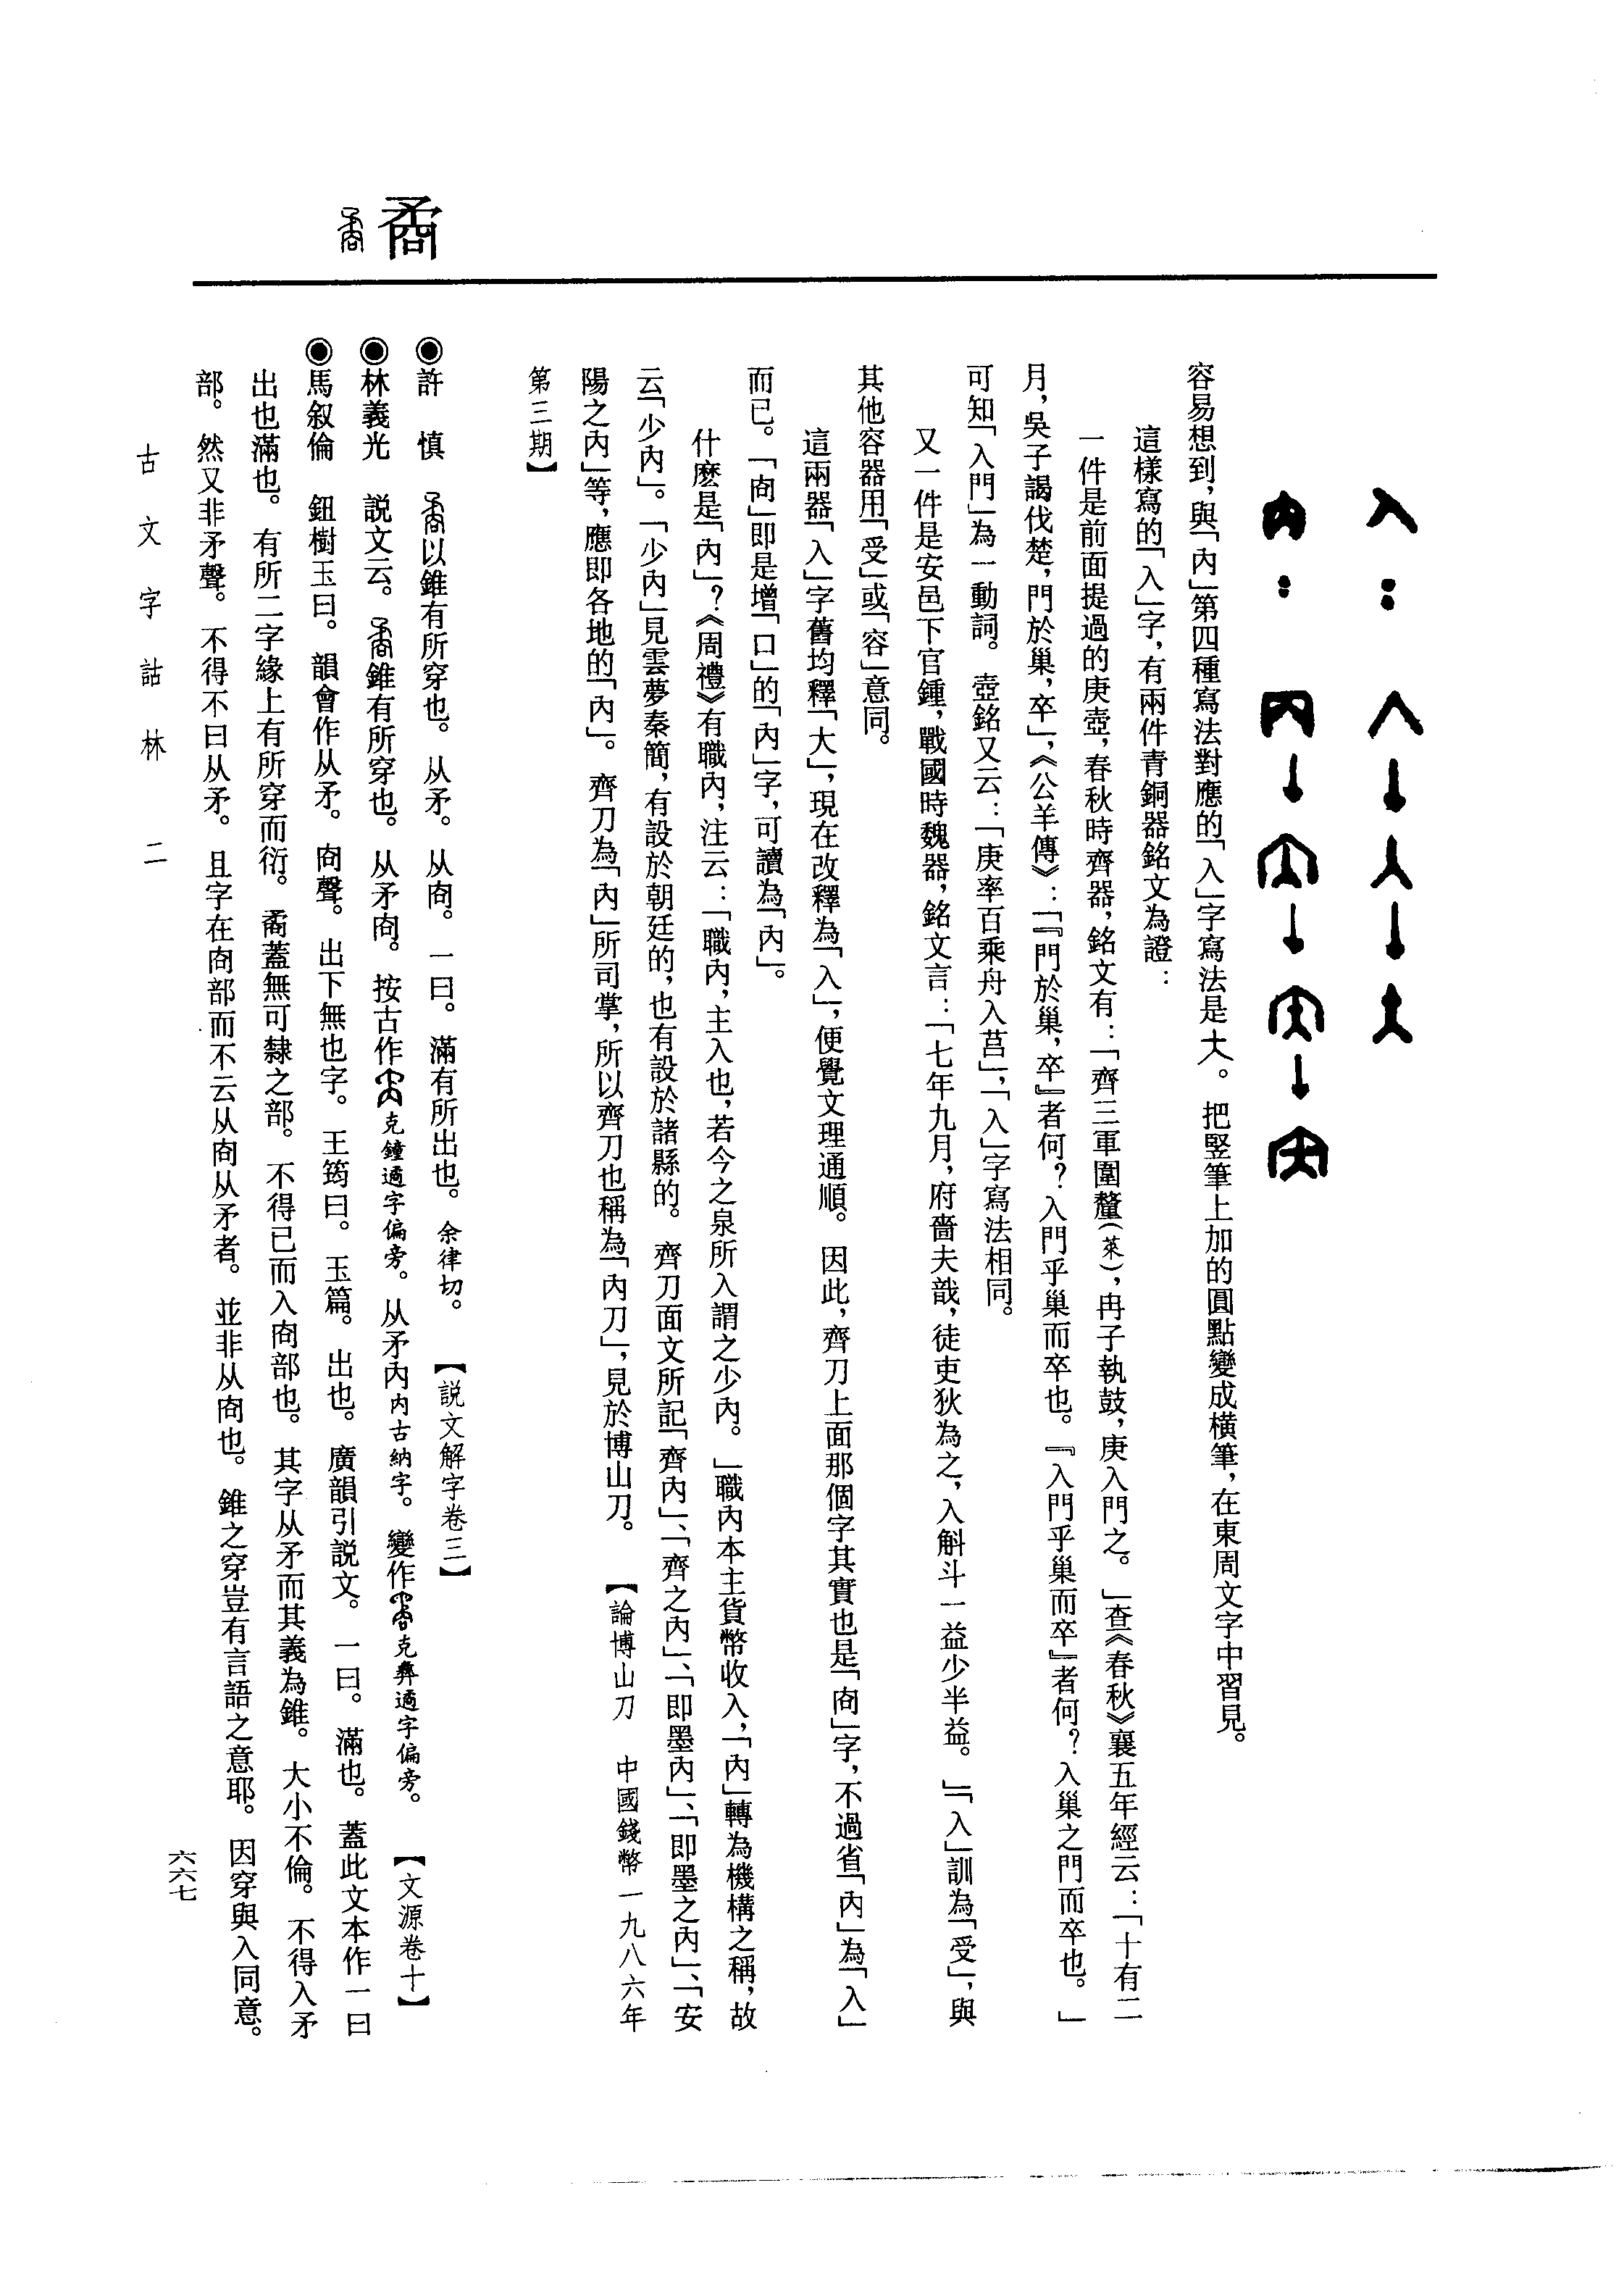 矞
入：
內：
容易想到，與「內」第四種寫法對應的「入」字寫法是。把竪筆上加的圓點變成橫筆，在東周文字中習見。
這樣寫的「入」字，有兩件青銅器銘文為證：
一件是前面提過的庚壺，春秋時齊器，銘文有：「齊三軍圍釐（萊），冉子執鼓，庚入門之。」查《春秋》襄五年經云：「十有二
月，吳子謁伐楚，門於巢，卒」，《公羊傳》：「『門於巢，卒』者何？入門乎巢而卒也。『入門乎巢而卒』者何？入巢之門而卒也。」
可知「入門」為一動詞。壺銘又云：「庚率百乘舟入莒」，「入」字寫法相同。
又一件是安邑下官鍾，戰國時魏器，銘文言：「七年九月，府嗇夫戠，徒吏狄為之，入斛斗一益少半益。」「入」訓為「受」，與
其他容器用「受」或「容」意同。
這兩器「入」字舊均釋「大」，現在改釋為「入」，便覺文理通順。因此，齊刀上面那個字其實也是「㕯」字，不過省「內」為「入」
而已。「㕯」即是增「口」的「內」字，可讀為「內」。
什麽是「內」？《周禮》有職內，注云：「職內，主入也，若今之泉所入謂之少內。」職內本主貨幣收入，「內」轉為機構之稱，故
云「少內」。「少內」見雲夢秦簡，有設於朝廷的，也有設於諸縣的。齊刀面文所記「齊內」、「齊之內」、「即墨內」、「即墨之內」、「安
陽之內」等，應即各地的「內」。齊刀為「內」所司掌，所以齊刀也稱為「內刀」，見於博山刀。【論博山刀　中國錢幣一九八六年
第三期】
◉許　慎　矞以錐有所穿也。从矛。从㕯。一曰。滿有所出也。余律切。【説文解字卷三】
◉林義光　説文云。矞錐有所穿也。从矛㕯。按古作克鐘遹字偏旁。从矛內內古納字。變作克彝遹字偏旁。【文源卷十】
◉馬叙倫　鈕樹玉曰。韻會作从矛。㕯聲。出下無也字。王筠曰。玉篇。出也。廣韻引説文。一曰。滿也。蓋此文本作一曰
出也滿也。有所二字緣上有所穿而衍。矞蓋無可隸之部。不得已而入㕯部也。其字从矛而其義為錐。大小不倫。不得入矛
部。然又非矛聲。不得不曰从矛。且字在㕯部而不云从㕯从矛者。並非从㕯也。錐之穿豈有言語之意耶。因穿與入同意。
古文字詁林　二
六六七